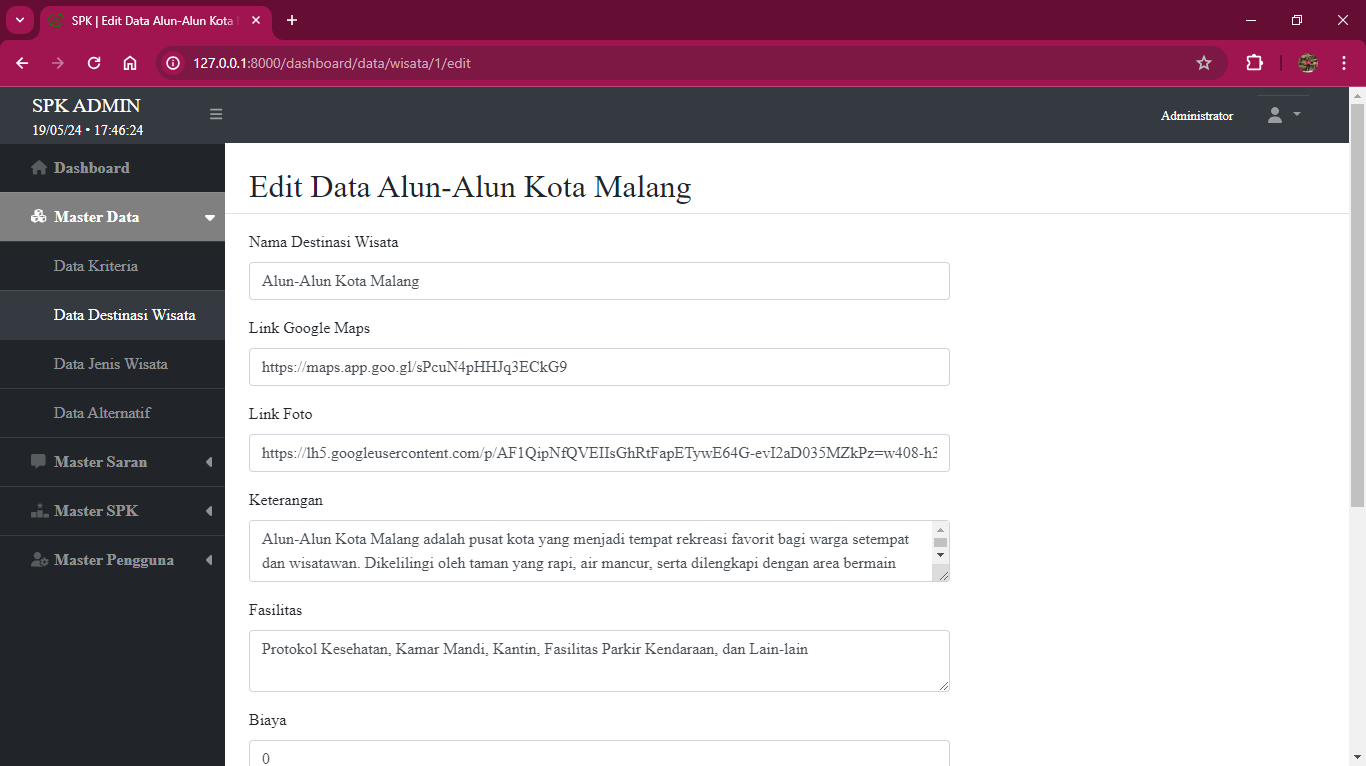 SPK | Edit Data Alun-Alun Kota
127.0.0.1:8000/dashboard/data/wisata/1/edit
SPK ADMIN
19/05/24 • 17:46:24
Administrator
Dashboard
Master Data
Data Kriteria
Data Destinasi Wisata
Data Jenis Wisata
Data Alternatif
Master Saran
Master SPK
Master Pengguna
Edit Data Alun-Alun Kota Malang
Nama Destinasi Wisata
Alun-Alun Kota Malang
Link Google Maps
https://maps.app.goo.gl/sPcuN4pHHJq3ECkG9
Link Foto
https://lh5.googleusercontent.com/p/AF1QipNfQVEIIsGhRtFapETywE64G-evI2aD035MZkPz=w408-h3
Keterangan
Alun-Alun Kota Malang adalah pusat kota yang menjadi tempat rekreasi favorit bagi warga setempat
dan wisatawan. Dikelilingi oleh taman yang rapi, air mancur, serta dilengkapi dengan area bermain
Fasilitas
Protokol Kesehatan, Kamar Mandi, Kantin, Fasilitas Parkir Kendaraan, dan Lain-lain
Biaya
0